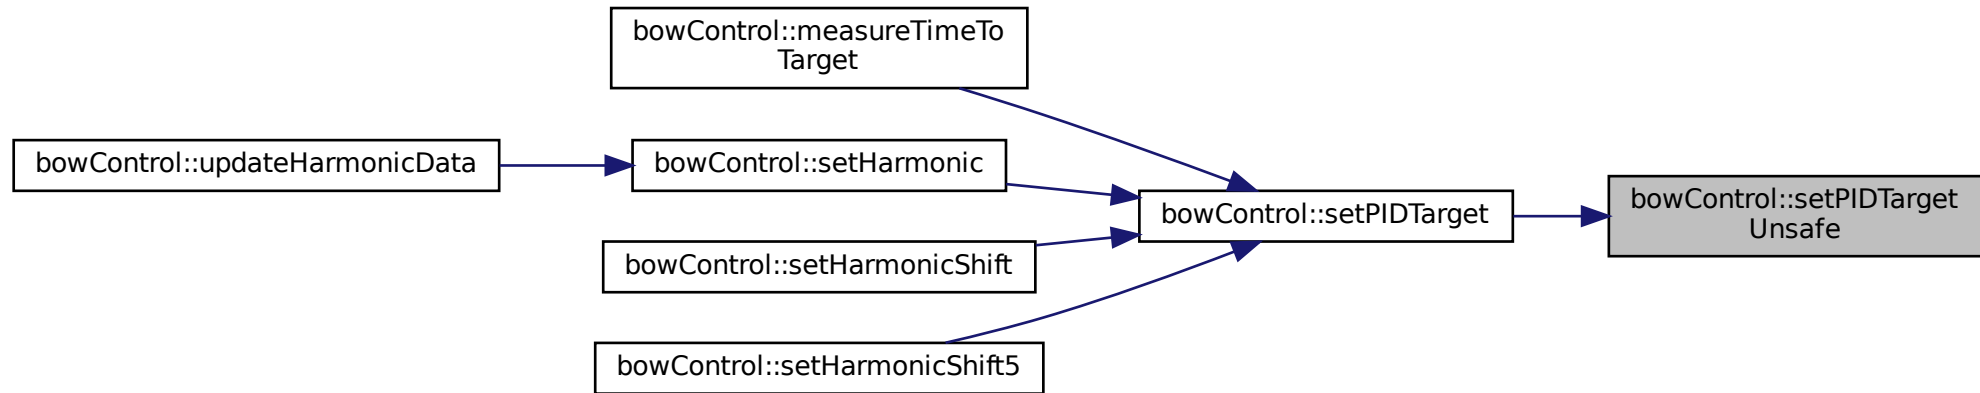 bowControl::measureTimeTo
Target
bowControl::updateHarmonicData
bowControl::setHarmonic
bowControl::setPIDTarget
bowControl::setPIDTarget
Unsafe
bowControl::setHarmonicShift
bowControl::setHarmonicShift5